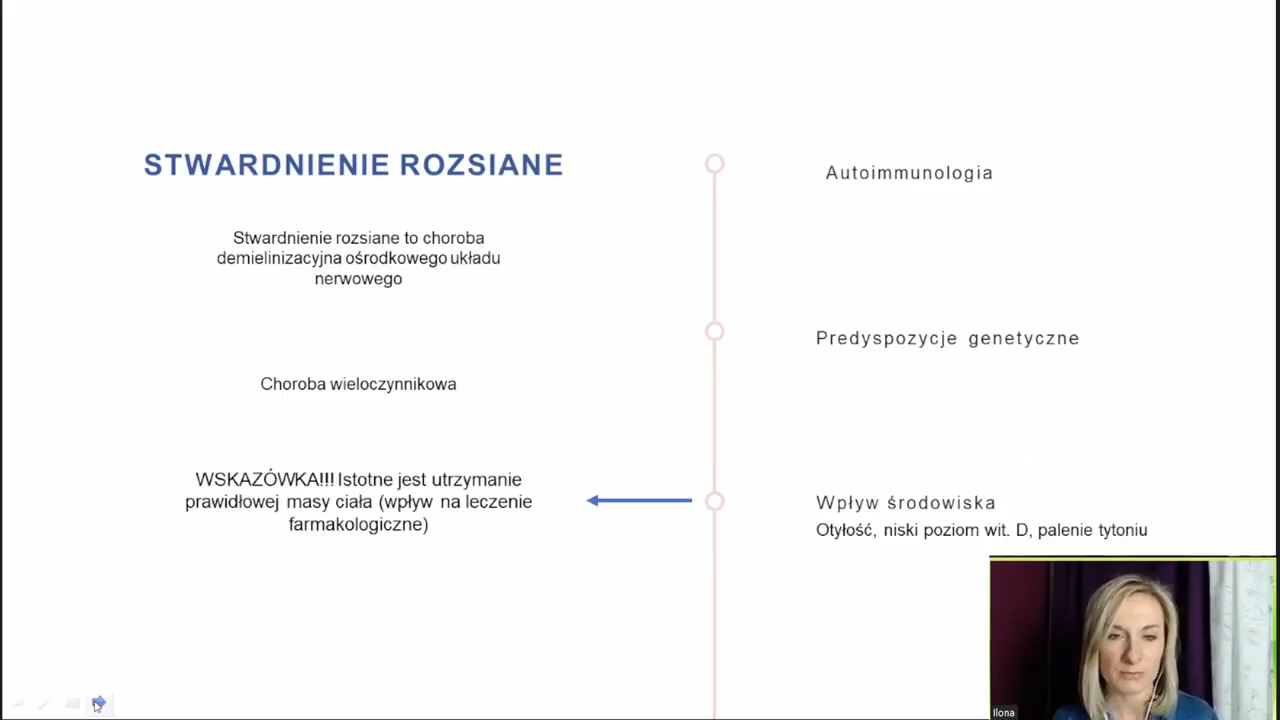 STWARDNIENIE ROZSIANE
Stwardnienie rozsiane to choroba
demielinizacyjna ośrodkowego układu
nerwowego
Choroba wieloczynnikowa
WSKAZÓWKA!!! Istotne jest utrzymanie
prawidłowej masy ciała (wpływ na leczenie
farmakologiczne)
Autoimmunologia
Predyspozycje genetyczne
Wpływ środowiska
Otyłość, niski poziom wit. D, palenie tytoniu
Ilona